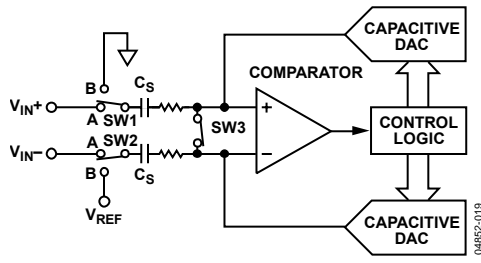 CAPACITIVE
DAC
COMPARATOR
B
CS
VIN+
A SW1
+
SW3
CONTROL
LOGIC
VIN–
A SW2
–
B
CS
VREF
CAPACITIVE
DAC
04852-019